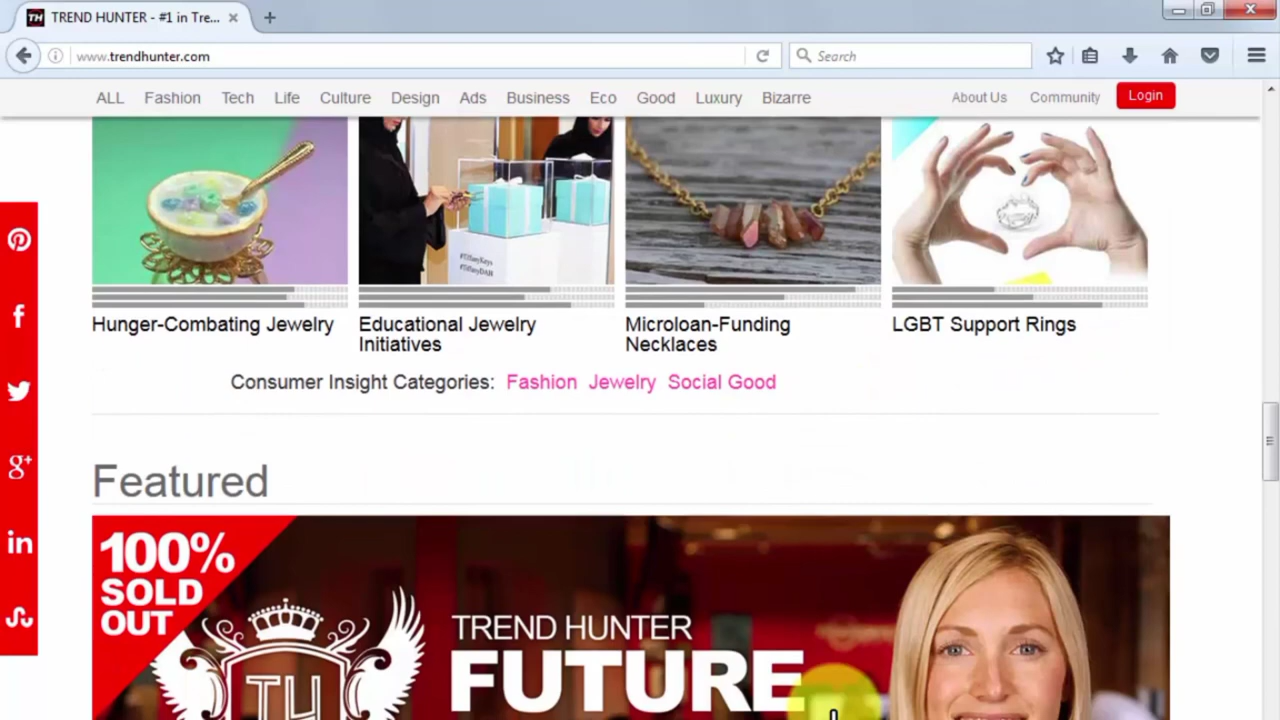 TREND HUNTER - #1 in Tre...
www.trendhunter.com
Search
ALL Fashion Tech Life Culture Design Ads Business Eco Good Luxury Bizarre About Us Community Login
#TiffanyKeys
#TiffanyDAH
Hunger-Combating Jewelry
Educational Jewelry
Initiatives
Microloan-Funding
Necklaces
LGBT Support Rings
Consumer Insight Categories: Fashion Jewelry Social Good
Featured
100%
SOLD
OUT
TREND HUNTER
FUTURE
TH